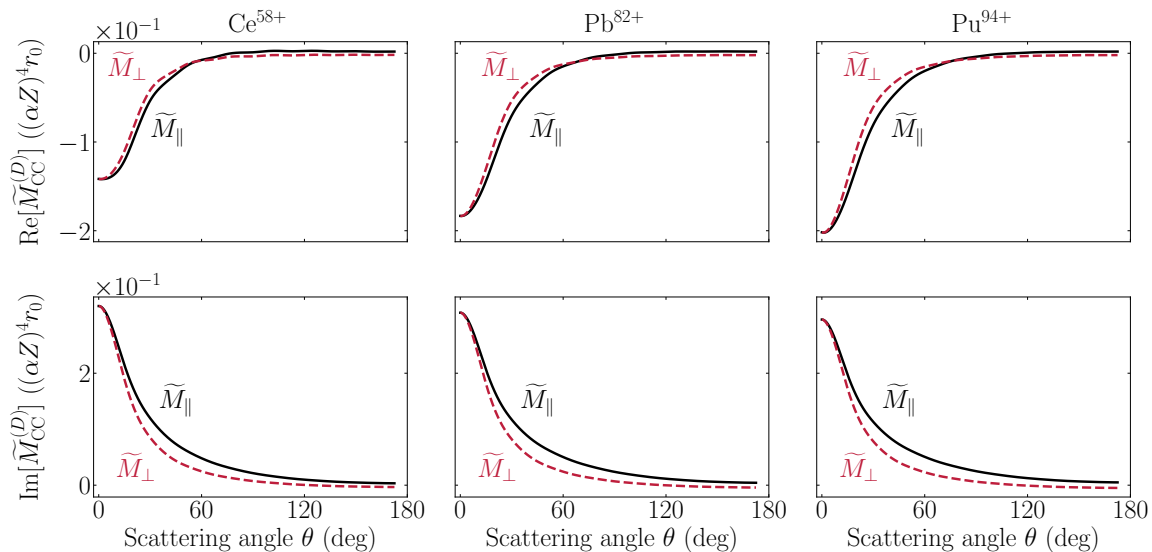 Ce⁵⁸⁺ Pb⁸²⁺ Pu⁹⁴⁺
×10⁻¹
Re[M̃_CC^(D)] ((αZ)⁴r₀)
0
−1
−2
M̃_⊥
M̃_∥
M̃_⊥
M̃_∥
M̃_⊥
M̃_∥
×10⁻¹
Im[M̃_CC^(D)] ((αZ)⁴r₀)
2
0
M̃_∥
M̃_⊥
M̃_∥
M̃_⊥
M̃_∥
M̃_⊥
0 60 120 180 0 60 120 180 0 60 120 180
Scattering angle θ (deg) Scattering angle θ (deg) Scattering angle θ (deg)